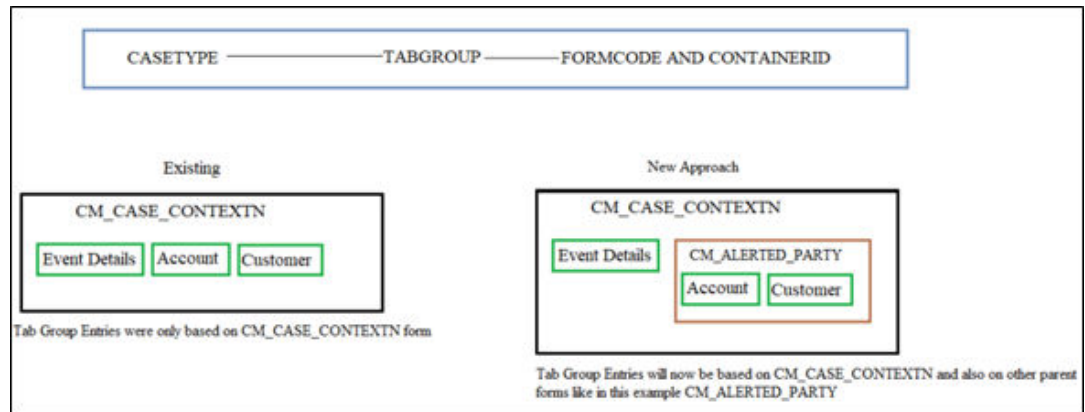 CASETYPE TABGROUP FORMCODE AND CONTAINERID
Existing
CM_CASE_CONTEXTN
Event Details Account Customer
Tab Group Entries were only based on CM_CASE_CONTEXTN form
New Approach
CM_CASE_CONTEXTN
Event Details
CM_ALERTED_PARTY
Account Customer
Tab Group Entries will now be based on CM_CASE_CONTEXTN and also on other parent
forms like in this example CM_ALERTED_PARTY